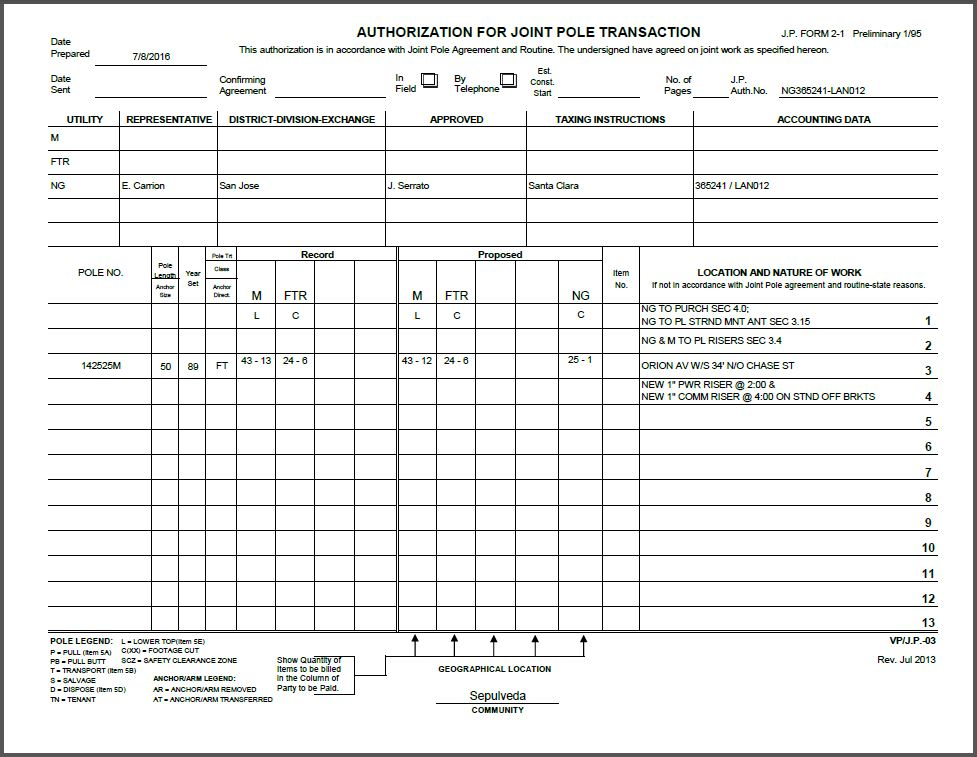 AUTHORIZATION FOR JOINT POLE TRANSACTION
J.P. FORM 2-1 Preliminary 1/95
Date Prepared 7/8/2016
This authorization is in accordance with Joint Pole Agreement and Routine. The undersigned have agreed on joint work as specified hereon.
Date Sent
Confirming Agreement
In Field
By Telephone
Est. Const. Start
No. of Pages
J.P. Auth.No. NG365241-LAN012
UTILITY REPRESENTATIVE DISTRICT-DIVISION-EXCHANGE APPROVED TAXING INSTRUCTIONS ACCOUNTING DATA
M
FTR
NG E. Carrion San Jose J. Serrato Santa Clara 365241 / LAN012
POLE NO.
Pole Length
Anchor Size
Year Set
Pole Trt
Class
Anchor Direct.
Record
M FTR
Proposed
M FTR NG
Item No.
LOCATION AND NATURE OF WORK
If not in accordance with Joint Pole agreement and routine-state reasons.
L C L C C
NG TO PURCH SEC 4.0;
NG TO PL STRND MNT ANT SEC 3.15 1
NG & M TO PL RISERS SEC 3.4 2
142525M 50 89 FT 43 - 13 24 - 6 43 - 12 24 - 6 25 - 1 ORION AV W/S 34' N/O CHASE ST 3
NEW 1" PWR RISER @ 2:00 &
NEW 1" COMM RISER @ 4:00 ON STND OFF BRKTS 4
5
6
7
8
9
10
11
12
13
POLE LEGEND: L = LOWER TOP(Item 5E)
P = PULL (Item 5A) C(XX) = FOOTAGE CUT
PB = PULL BUTT SCZ = SAFETY CLEARANCE ZONE
T = TRANSPORT (Item 5B)
S = SALVAGE ANCHOR/ARM LEGEND:
D = DISPOSE (Item 5D) AR = ANCHOR/ARM REMOVED
TN = TENANT AT = ANCHOR/ARM TRANSFERRED
Show Quantity of
Items to be billed
in the Column of
Party to be Paid.
GEOGRAPHICAL LOCATION
Sepulveda
COMMUNITY
VP/J.P.-03
Rev. Jul 2013